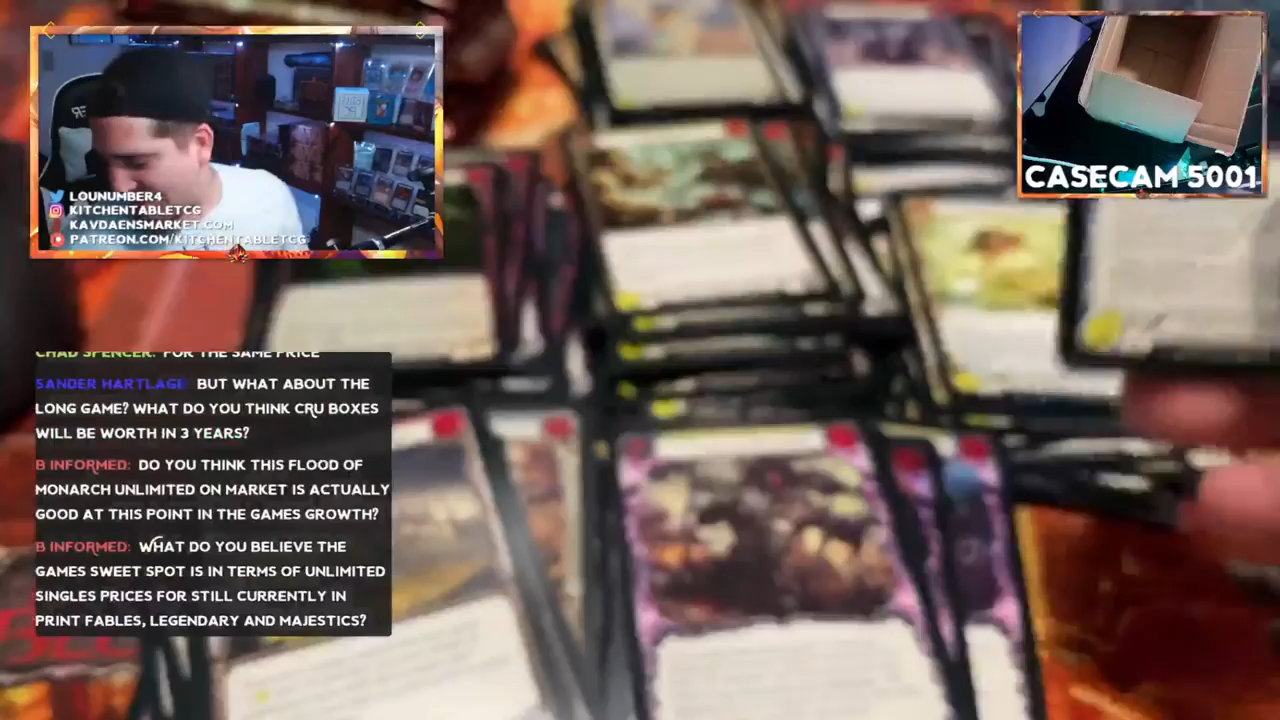 LOUNUMBER4
KITCHENTABLETCG
KAVDAENSMARKET.COM
PATREON.COM/KITCHENTABLETCG
CASECAM 5001
CHAD SPENCER: FOR THE SAME PRICE
SANDER HARTLAGE: BUT WHAT ABOUT THE
LONG GAME? WHAT DO YOU THINK CRU BOXES
WILL BE WORTH IN 3 YEARS?
B INFORMED: DO YOU THINK THIS FLOOD OF
MONARCH UNLIMITED ON MARKET IS ACTUALLY
GOOD AT THIS POINT IN THE GAMES GROWTH?
B INFORMED: WHAT DO YOU BELIEVE THE
GAMES SWEET SPOT IS IN TERMS OF UNLIMITED
SINGLES PRICES FOR STILL CURRENTLY IN
PRINT FABLES, LEGENDARY AND MAJESTICS?